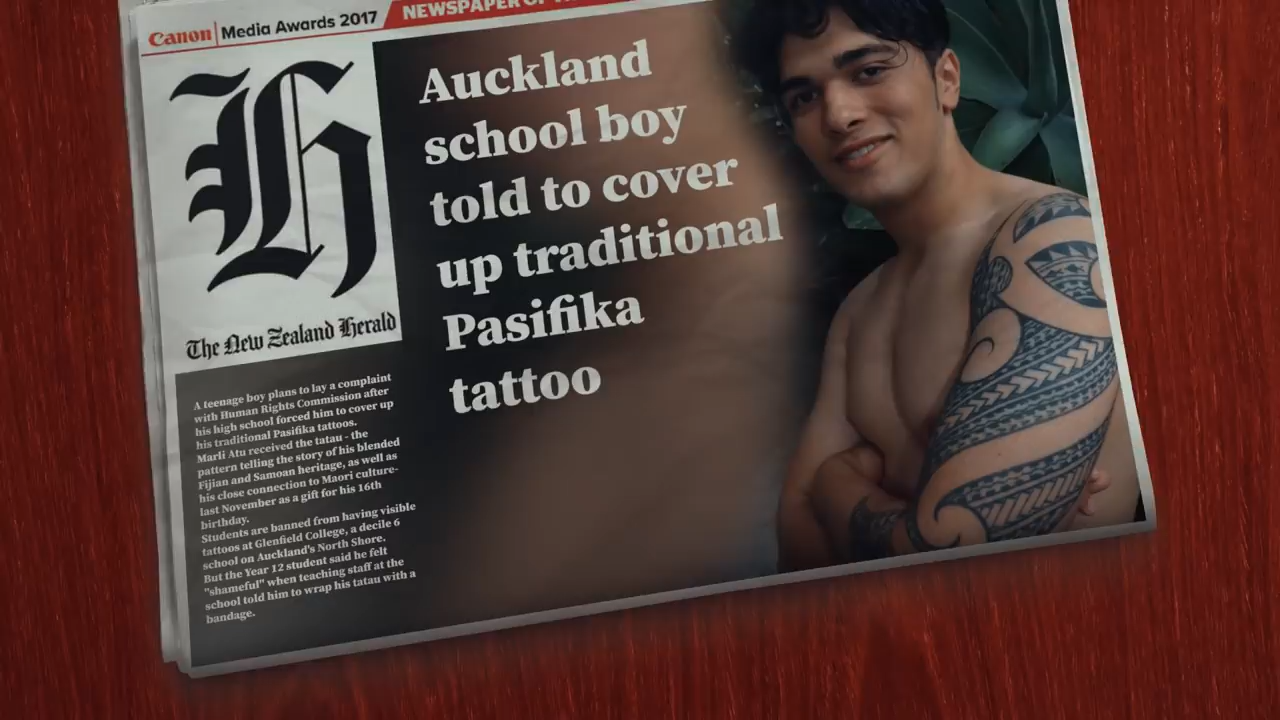 Canon Media Awards 2017
NEWSPAPER OF
Auckland
school boy
told to cover
up traditional
Pasifika
tattoo
H
The New Zealand Herald
A teenage boy plans to lay a complaint
with Human Rights Commission after
his high school forced him to cover up
his traditional Pasifika tattoos.
Marli Atu received the tatau - the
pattern telling the story of his blended
Fijian and Samoan heritage, as well as
his close connection to Maori culture-
last November as a gift for his 16th
birthday.
Students are banned from having visible
tattoos at Glenfield College, a decile 6
school on Auckland's North Shore.
But the Year 12 student said he felt
"shameful" when teaching staff at the
school told him to wrap his tatau with a
bandage.